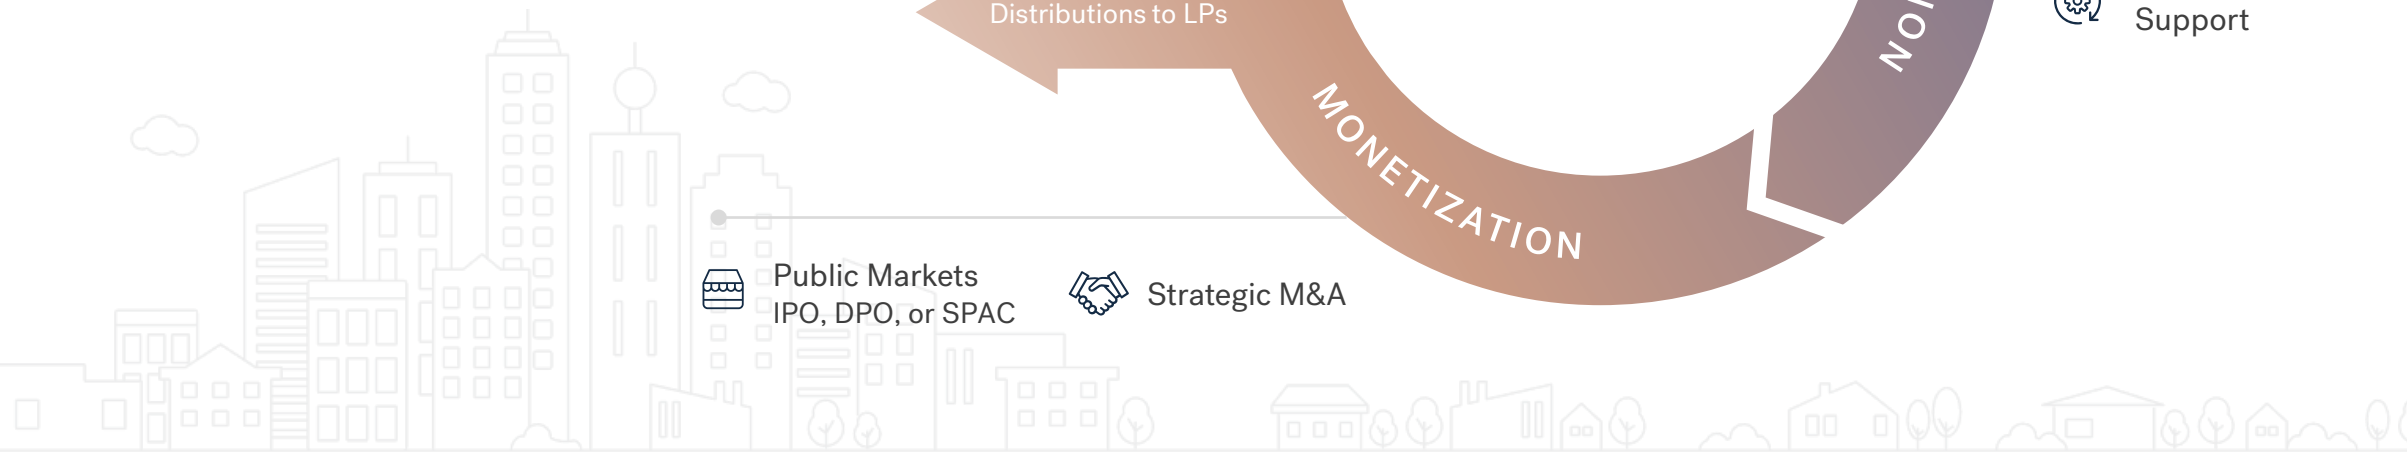 Distributions to LPs
Support
MONETIZATION
Public Markets
IPO, DPO, or SPAC
Strategic M&A